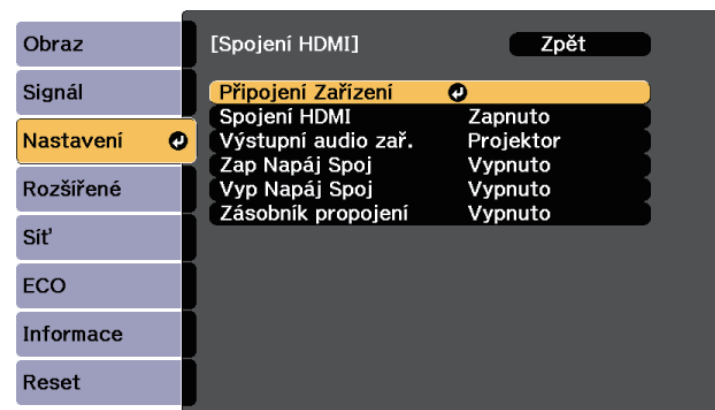 Obraz
Signál
Nastavení
Rozšířené
Síť
ECO
Informace
Reset
[Spojení HDMI] Zpět
Připojení Zařízení
Spojení HDMI Zapnuto
Výstupní audio zař. Projektor
Zap Napáj Spoj Vypnuto
Vyp Napáj Spoj Vypnuto
Zásobník propojení Vypnuto